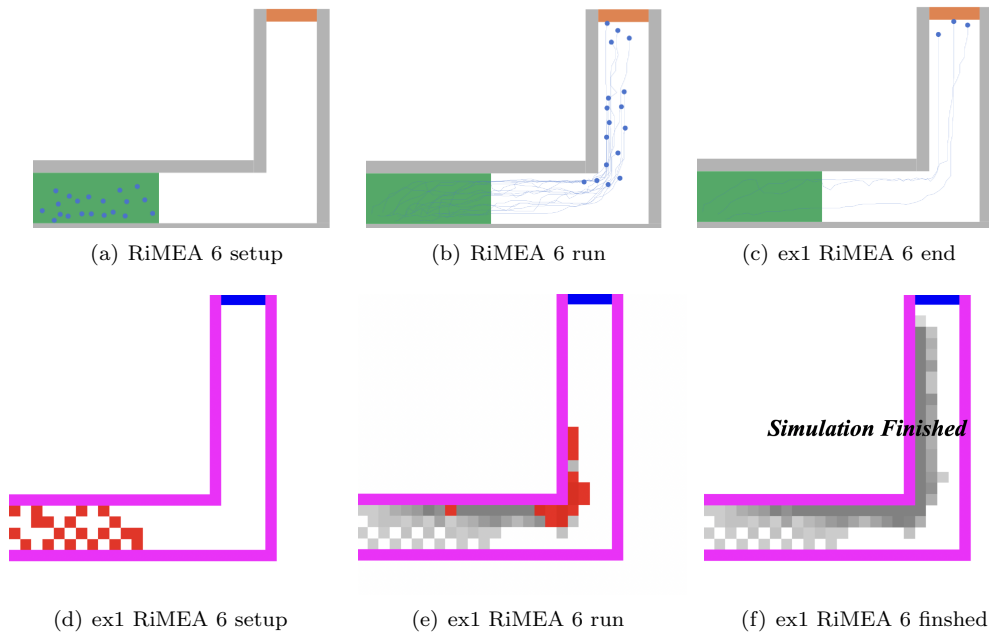 (a) RiMEA 6 setup
(b) RiMEA 6 run
(c) ex1 RiMEA 6 end
Simulation Finished
(d) ex1 RiMEA 6 setup
(e) ex1 RiMEA 6 run
(f) ex1 RiMEA 6 finshed